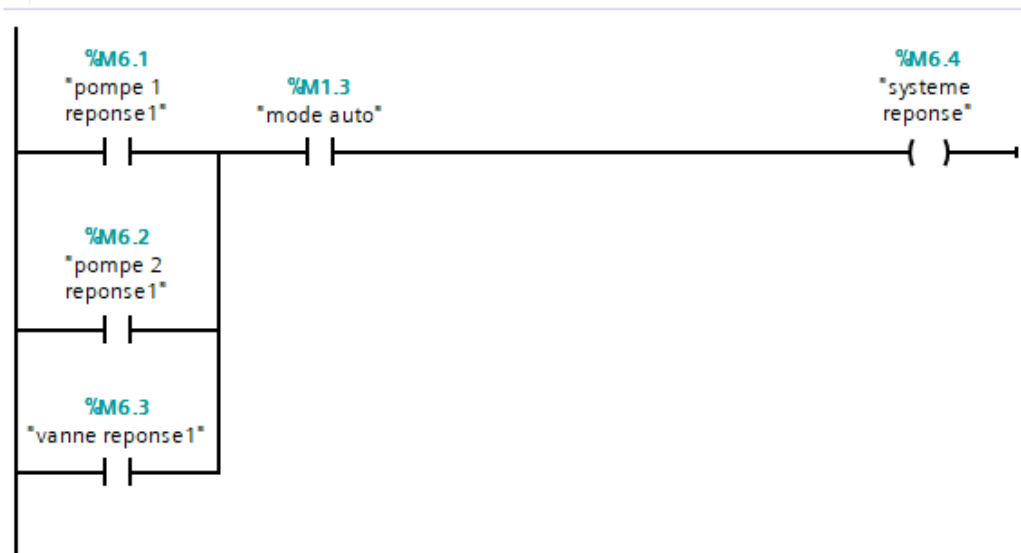 %M6.1
"pompe 1
reponse1"
%M1.3
"mode auto"
%M6.4
"systeme
reponse"
%M6.2
"pompe 2
reponse1"
%M6.3
"vanne reponse1"